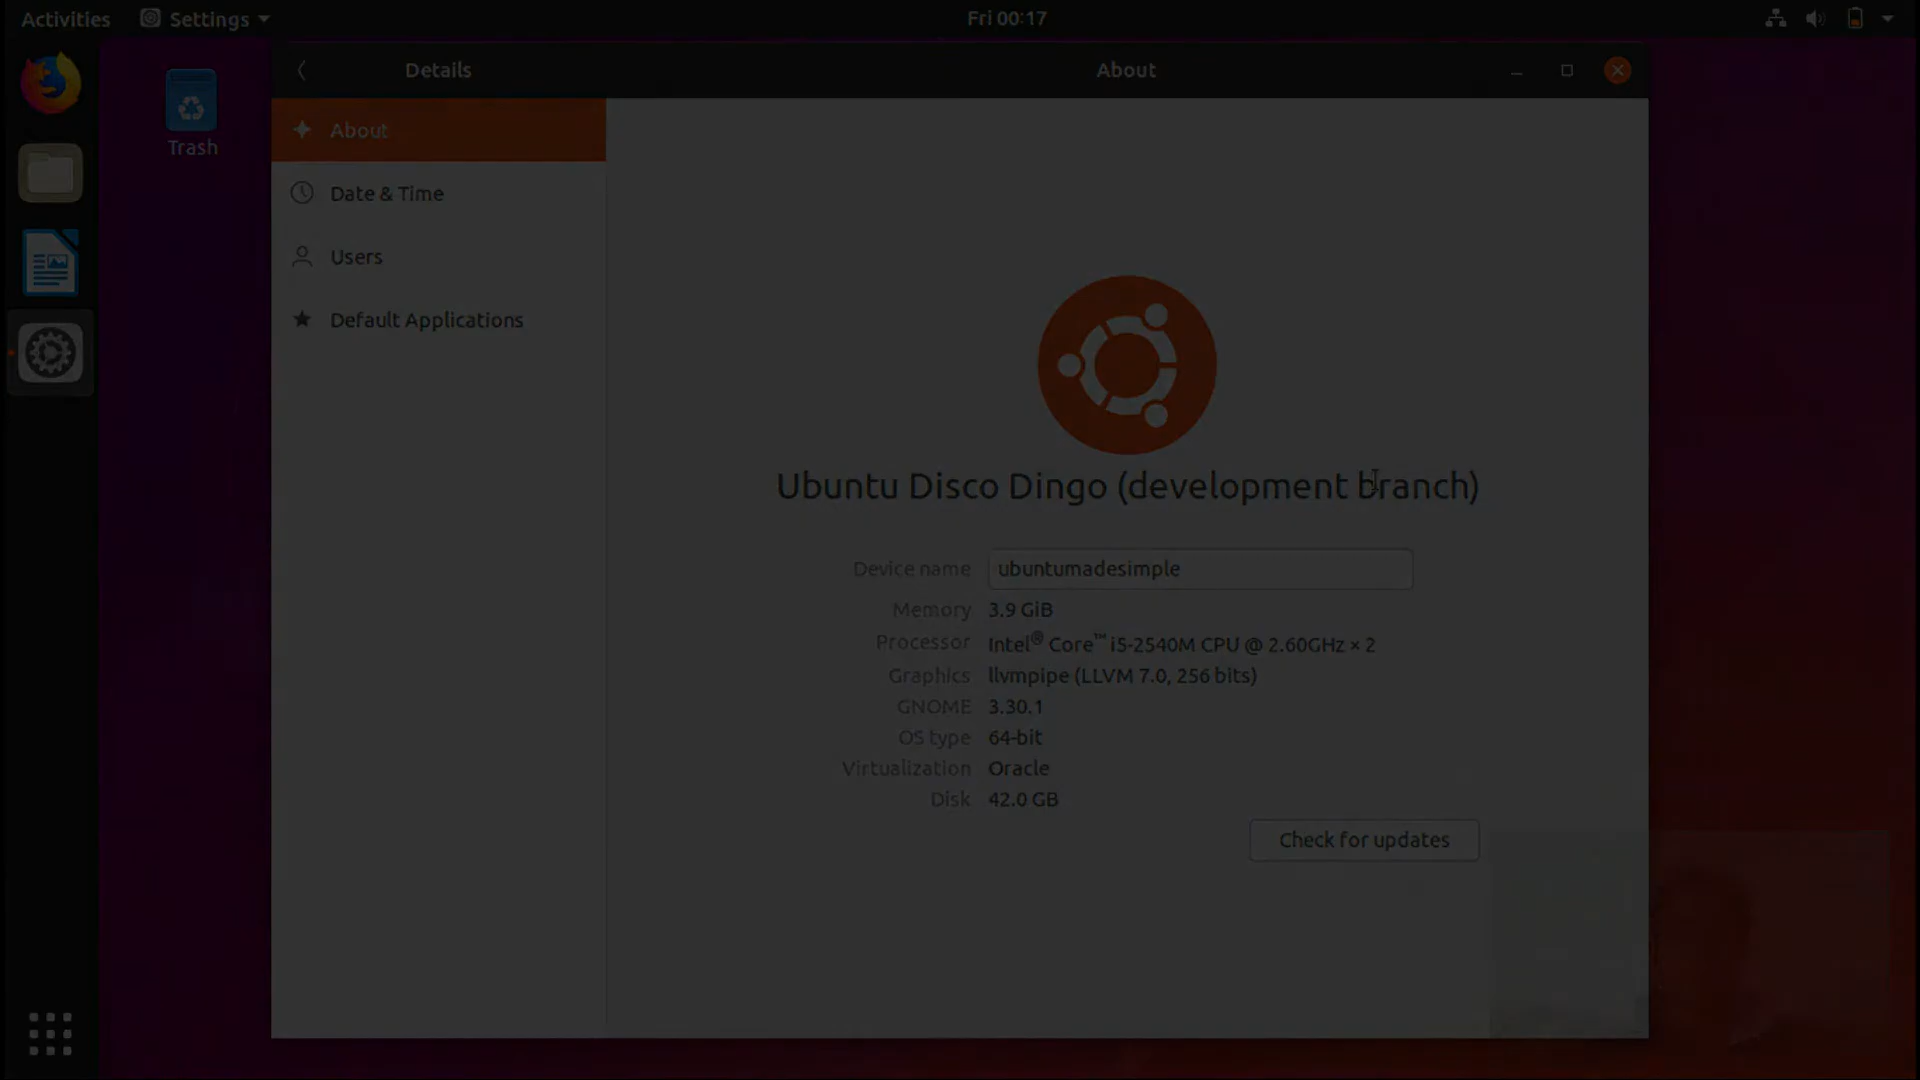 Activities Settings Fri 00:17
Details About
Trash
About
Date & Time
Users
Default Applications
Ubuntu Disco Dingo (development branch)
Device name ubuntumadesimple
Memory 3.9 GiB
Processor Intel® Core™ i5-2540M CPU @ 2.60GHz × 2
Graphics llvmpipe (LLVM 7.0, 256 bits)
GNOME 3.30.1
OS type 64-bit
Virtualization Oracle
Disk 42.0 GB
Check for updates